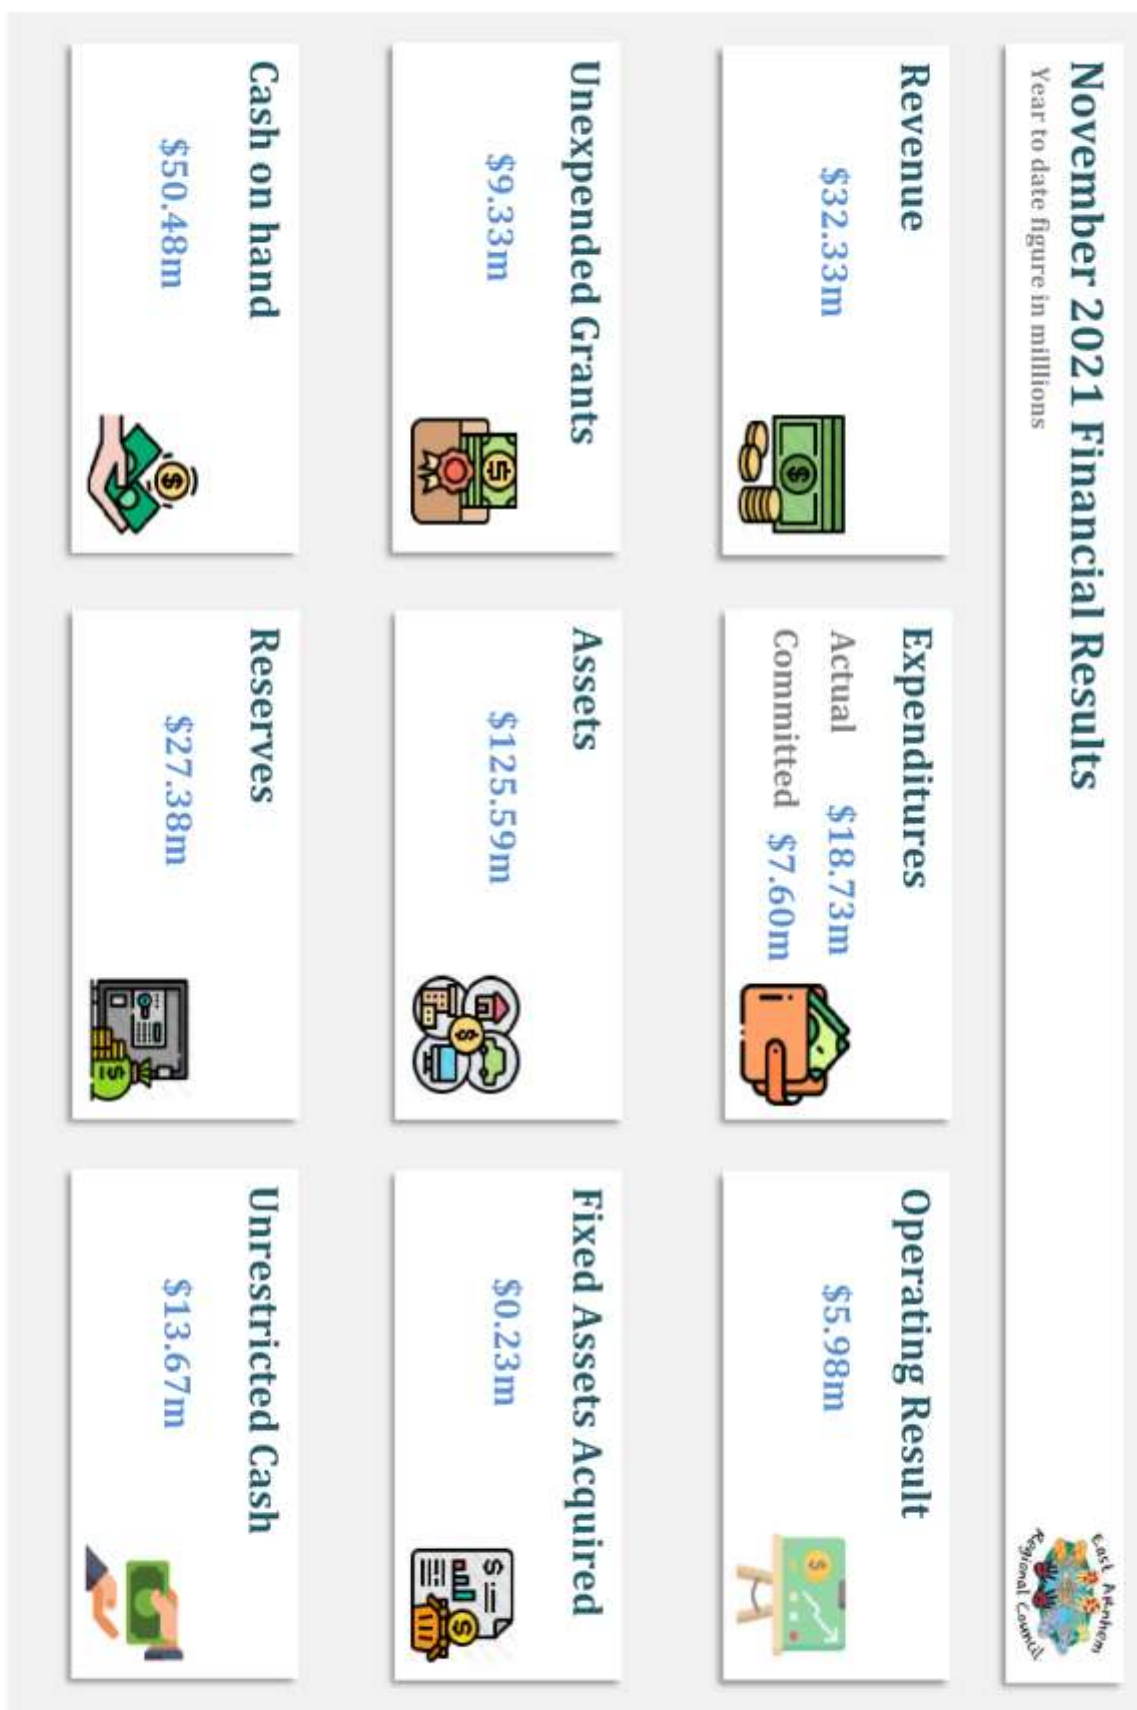 November 2021 Financial Results
Year to date figure in milllions
East Arnhem
Regional Council
Revenue
$32.33m
Expenditures
Actual $18.73m
Committed $7.60m
Operating Result
$5.98m
Unexpended Grants
$9.33m
Assets
$125.59m
Fixed Assets Acquired
$0.23m
Cash on hand
$50.48m
Reserves
$27.38m
Unrestricted Cash
$13.67m